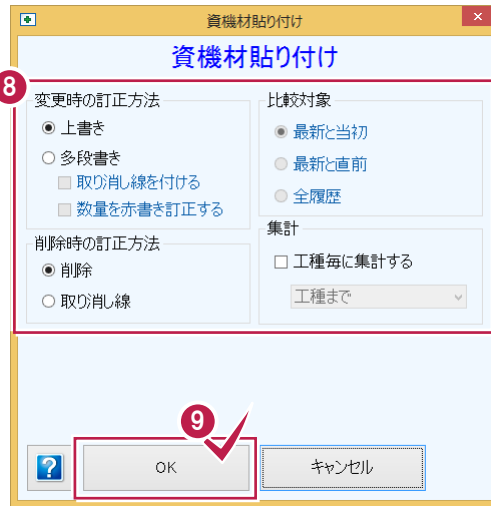 資機材貼り付け
×
資機材貼り付け
8
変更時の訂正方法
上書き
多段書き
取り消し線を付ける
数量を赤書き訂正する
削除時の訂正方法
削除
取り消し線
比較対象
最新と当初
最新と直前
全履歴
集計
工種毎に集計する
工種まで
9
?
OK
キャンセル